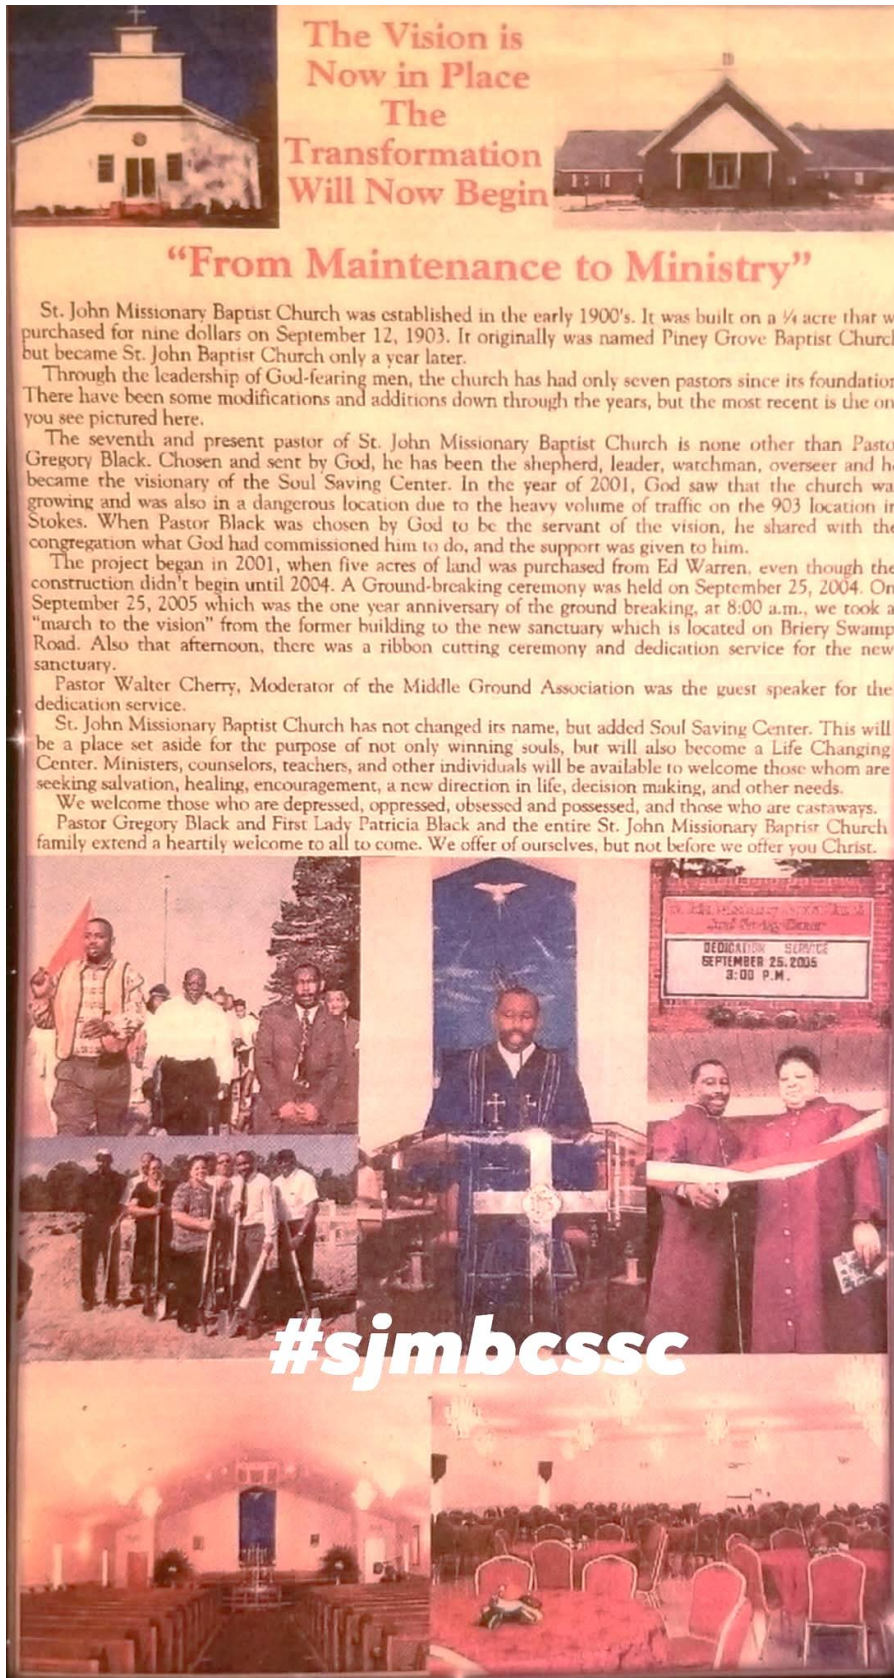 The Vision is
Now in Place
The
Transformation
Will Now Begin
“From Maintenance to Ministry”
St. John Missionary Baptist Church was established in the early 1900's. It was built on a ¼ acre that w
purchased for nine dollars on September 12, 1903. It originally was named Piney Grove Baptist Churc
but became St. John Baptist Church only a year later.
Through the leadership of God-fearing men, the church has had only seven pastors since its foundatio
There have been some modifications and additions down through the years, but the most recent is the on
you see pictured here.
The seventh and present pastor of St. John Missionary Baptist Church is none other than Pasto
Gregory Black. Chosen and sent by God, he has been the shepherd, leader, watchman, overseer and h
became the visionary of the Soul Saving Center. In the year of 2001, God saw that the church wa
growing and was also in a dangerous location due to the heavy volume of traffic on the 903 location in
Stokes. When Pastor Black was chosen by God to be the servant of the vision, he shared with the
congregation what God had commissioned him to do, and the support was given to him.
The project began in 2001, when five acres of land was purchased from Ed Warren, even though the
construction didn't begin until 2004. A Ground-breaking ceremony was held on September 25, 2004. On
September 25, 2005 which was the one year anniversary of the ground breaking, at 8:00 a.m., we took a
“march to the vision” from the former building to the new sanctuary which is located on Briery Swamp
Road. Also that afternoon, there was a ribbon cutting ceremony and dedication service for the new
sanctuary.
Pastor Walter Cherry, Moderator of the Middle Ground Association was the guest speaker for the
dedication service.
St. John Missionary Baptist Church has not changed its name, but added Soul Saving Center. This will
be a place set aside for the purpose of not only winning souls, but will also become a Life Changing
Center. Ministers, counselors, teachers, and other individuals will be available to welcome those whom are
seeking salvation, healing, encouragement, a new direction in life, decision making, and other needs.
We welcome those who are depressed, oppressed, obsessed and possessed, and those who are castaways.
Pastor Gregory Black and First Lady Patricia Black and the entire St. John Missionary Baptist Church
family extend a heartily welcome to all to come. We offer of ourselves, but not before we offer you Christ.
St. John Missionary Baptist Church
Soul Saving Center
DEDICATION SERVICE
SEPTEMBER 25, 2005
3:00 P.M.
#sjmbcssc